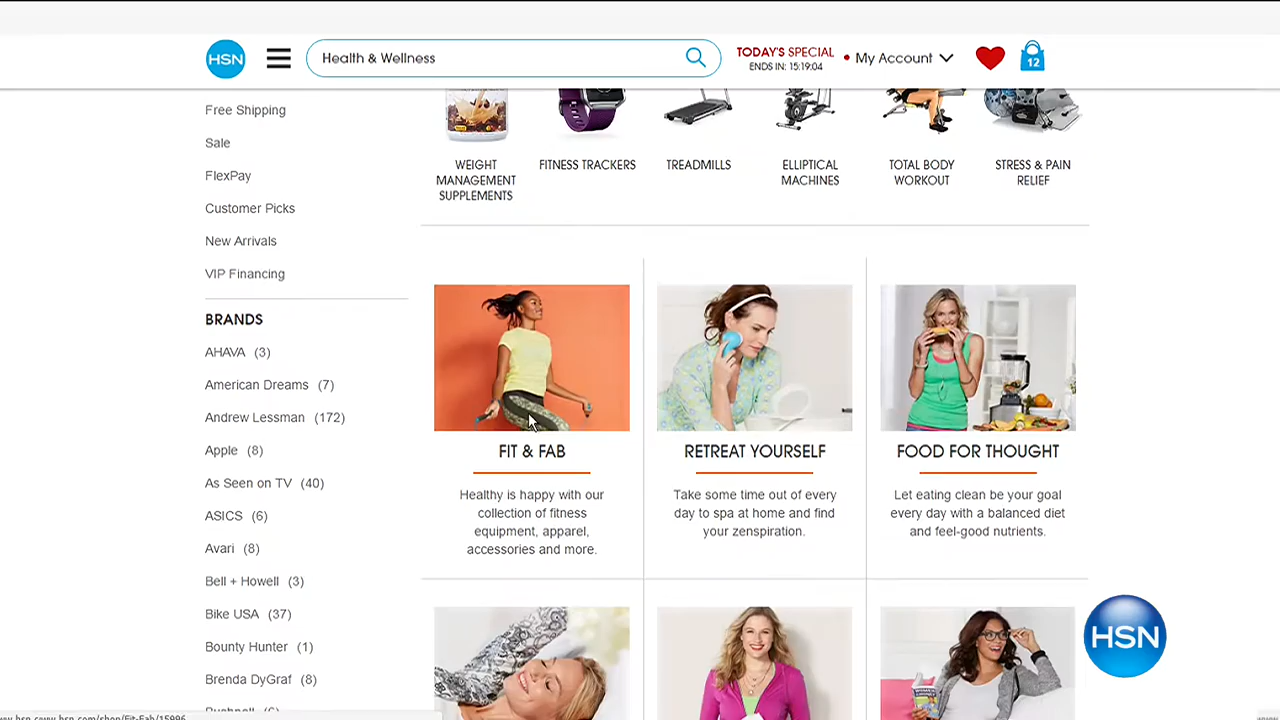 HSN
Health & Wellness
TODAY'S SPECIAL
ENDS IN: 15:19:04
My Account
12
Free Shipping
Sale
FlexPay
Customer Picks
New Arrivals
VIP Financing
BRANDS
AHAVA (3)
American Dreams (7)
Andrew Lessman (172)
Apple (8)
As Seen on TV (40)
ASICS (6)
Avari (8)
Bell + Howell (3)
Bike USA (37)
Bounty Hunter (1)
Brenda DyGraf (8)
WEIGHT
MANAGEMENT
SUPPLEMENTS
FITNESS TRACKERS
TREADMILLS
ELLIPTICAL
MACHINES
TOTAL BODY
WORKOUT
STRESS & PAIN
RELIEF
FIT & FAB
Healthy is happy with our
collection of fitness
equipment, apparel,
accessories and more.
RETREAT YOURSELF
Take some time out of every
day to spa at home and find
your zenspiration.
FOOD FOR THOUGHT
Let eating clean be your goal
every day with a balanced diet
and feel-good nutrients.
HSN